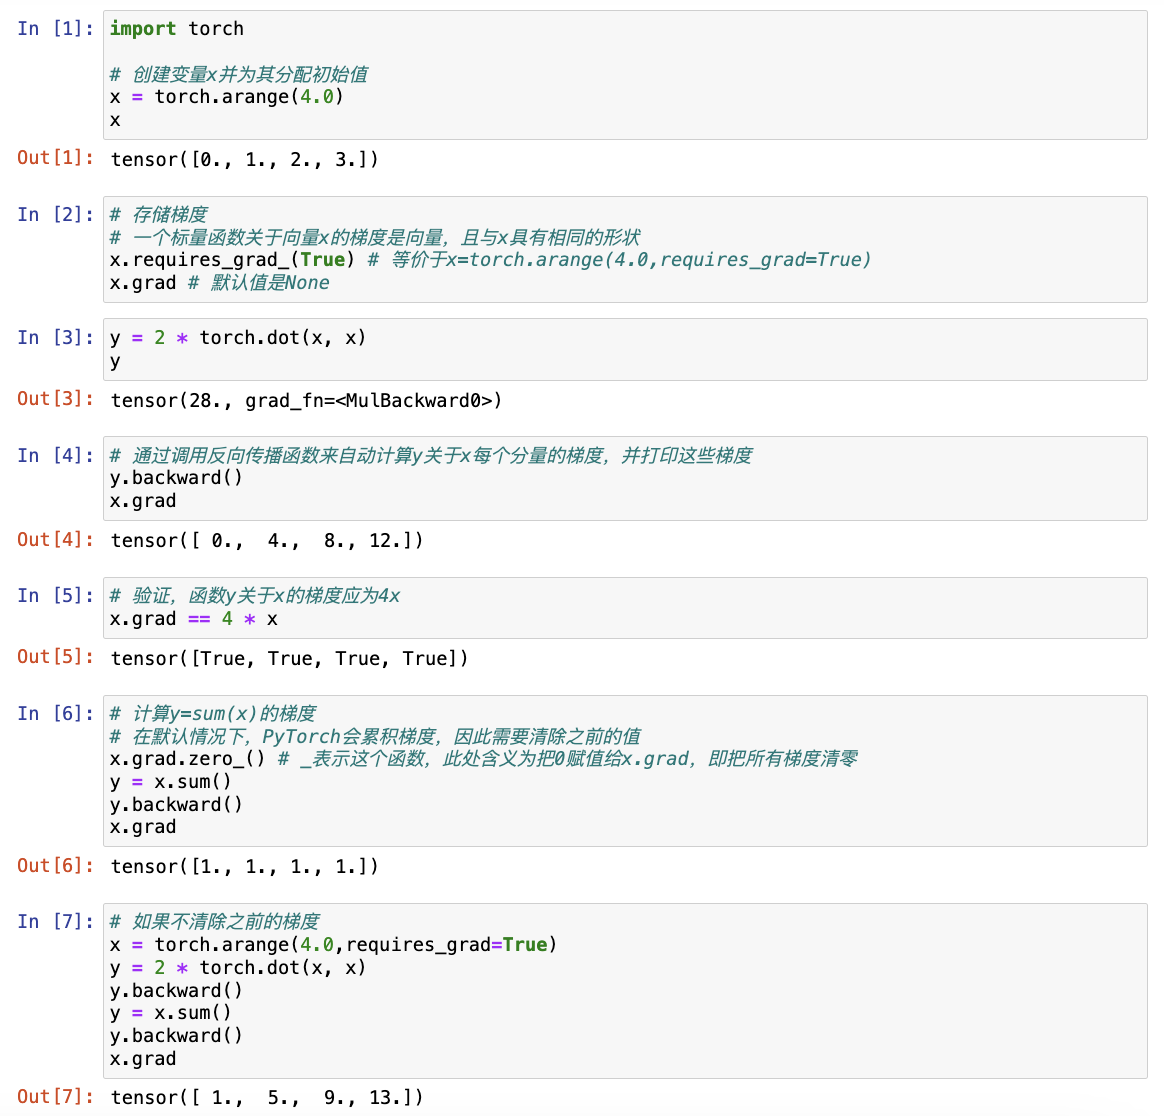 In [1]: import torch
# 创建变量x并为其分配初始值
x = torch.arange(4.0)
x
Out[1]: tensor([0., 1., 2., 3.])
In [2]: # 存储梯度
# 一个标量函数关于向量x的梯度是向量，且与x具有相同的形状
x.requires_grad_(True) # 等价于x=torch.arange(4.0,requires_grad=True)
x.grad # 默认值是None
In [3]: y = 2 * torch.dot(x, x)
y
Out[3]: tensor(28., grad_fn=<MulBackward0>)
In [4]: # 通过调用反向传播函数来自动计算y关于x每个分量的梯度，并打印这些梯度
y.backward()
x.grad
Out[4]: tensor([ 0.,  4.,  8., 12.])
In [5]: # 验证，函数y关于x的梯度应为4x
x.grad == 4 * x
Out[5]: tensor([True, True, True, True])
In [6]: # 计算y=sum(x)的梯度
# 在默认情况下，PyTorch会累积梯度，因此需要清除之前的值
x.grad.zero_() # _表示这个函数，此处含义为把0赋值给x.grad，即把所有梯度清零
y = x.sum()
y.backward()
x.grad
Out[6]: tensor([1., 1., 1., 1.])
In [7]: # 如果不清除之前的梯度
x = torch.arange(4.0,requires_grad=True)
y = 2 * torch.dot(x, x)
y.backward()
y = x.sum()
y.backward()
x.grad
Out[7]: tensor([ 1.,  5.,  9., 13.])